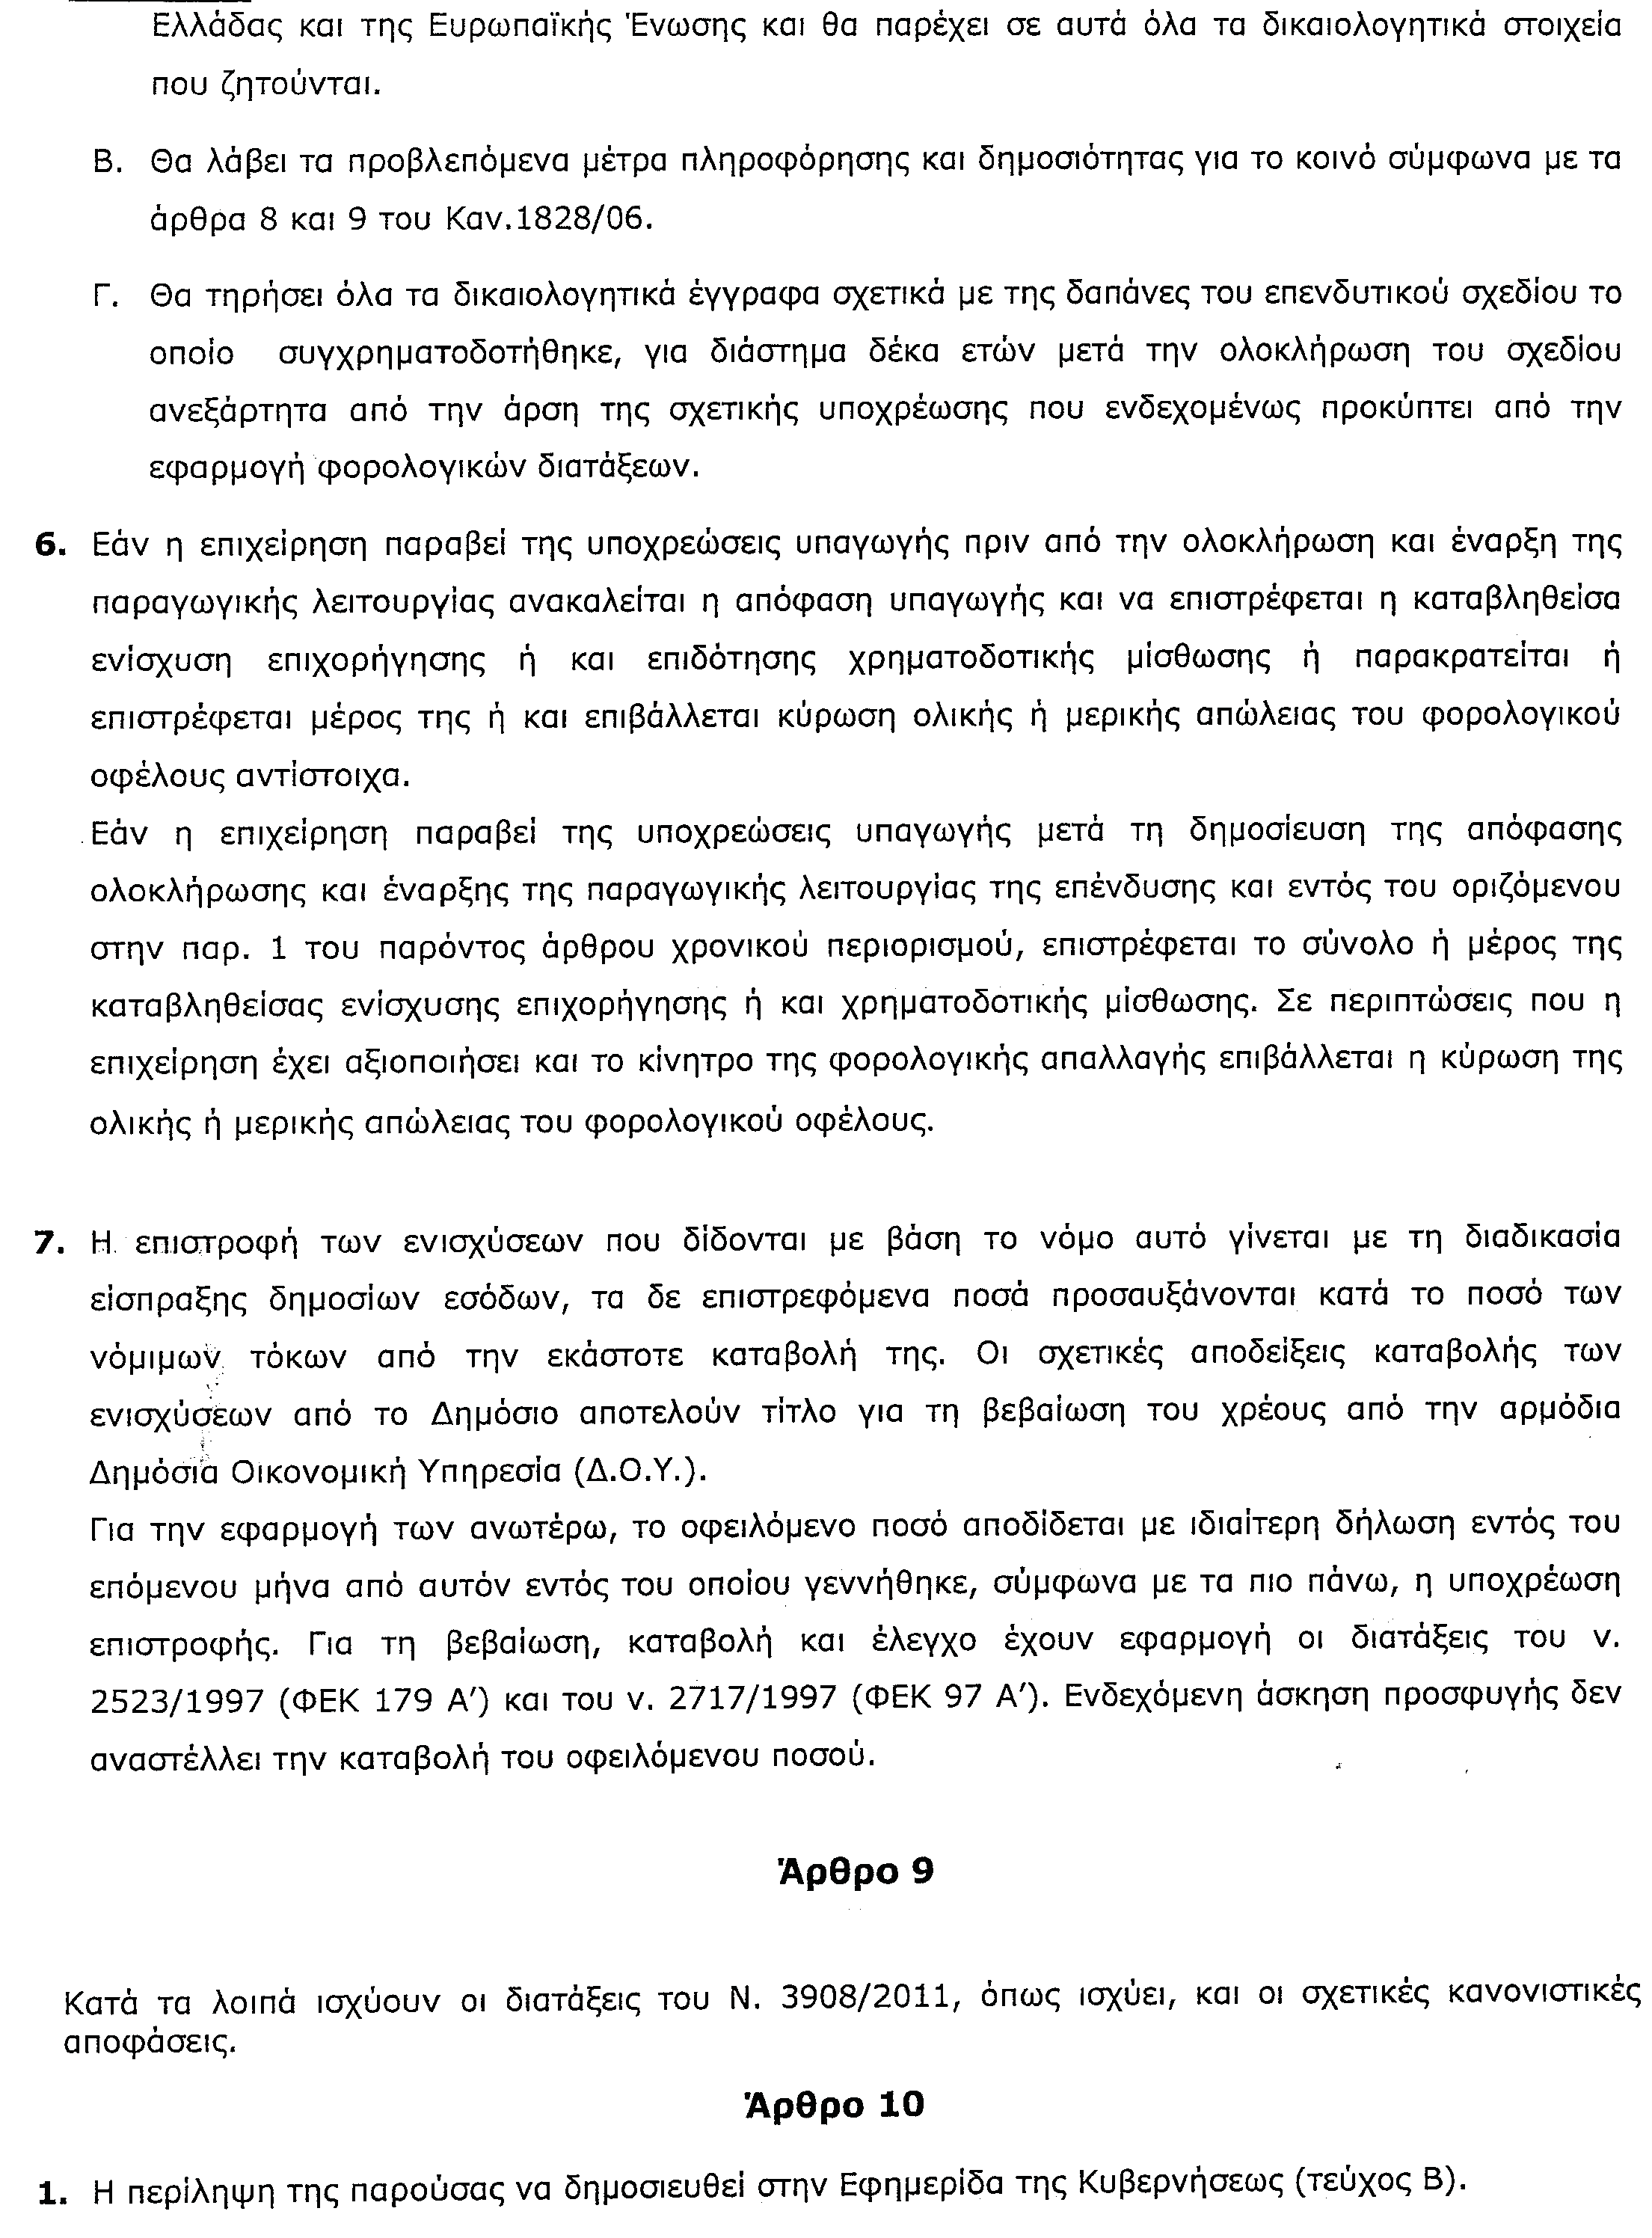 Ελλάδας και της Ευρωπαϊκής Ένωσης και θα παρέχει σε αυτά όλα τα δικαιολογητικά στοιχεία
που ζητούνται.
Β. Θα λάβει τα προβλεπόμενα μέτρα πληροφόρησης και δημοσιότητας για το κοινό σύμφωνα με τα
άρθρα 8 και 9 του Καν.1828/06.
Γ. Θα τηρήσει όλα τα δικαιολογητικά έγγραφα σχετικά με της δαπάνες του επενδυτικού σχεδίου το
οποίο συγχρηματοδοτήθηκε, για διάστημα δέκα ετών μετά την ολοκλήρωση του σχεδίου
ανεξάρτητα από την άρση της σχετικής υποχρέωσης που ενδεχομένως προκύπτει από την
εφαρμογή φορολογικών διατάξεων.
6. Εάν η επιχείρηση παραβεί της υποχρεώσεις υπαγωγής πριν από την ολοκλήρωση και έναρξη της
παραγωγικής λειτουργίας ανακαλείται η απόφαση υπαγωγής και να επιστρέφεται η καταβληθείσα
ενίσχυση επιχορήγησης ή και επιδότησης χρηματοδοτικής μίσθωσης ή παρακρατείται ή
επιστρέφεται μέρος της ή και επιβάλλεται κύρωση ολικής ή μερικής απώλειας του φορολογικού
οφέλους αντίστοιχα.
Εάν η επιχείρηση παραβεί της υποχρεώσεις υπαγωγής μετά τη δημοσίευση της απόφασης
ολοκλήρωσης και έναρξης της παραγωγικής λειτουργίας της επένδυσης και εντός του οριζόμενου
στην παρ. 1 του παρόντος άρθρου χρονικού περιορισμού, επιστρέφεται το σύνολο ή μέρος της
καταβληθείσας ενίσχυσης επιχορήγησης ή και χρηματοδοτικής μίσθωσης. Σε περιπτώσεις που η
επιχείρηση έχει αξιοποιήσει και το κίνητρο της φορολογικής απαλλαγής επιβάλλεται η κύρωση της
ολικής ή μερικής απώλειας του φορολογικού οφέλους.
7. Η επιστροφή των ενισχύσεων που δίδονται με βάση το νόμο αυτό γίνεται με τη διαδικασία
είσπραξης δημοσίων εσόδων, τα δε επιστρεφόμενα ποσά προσαυξάνονται κατά το ποσό των
νόμιμων τόκων από την εκάστοτε καταβολή της. Οι σχετικές αποδείξεις καταβολής των
ενισχύσεων από το Δημόσιο αποτελούν τίτλο για τη βεβαίωση του χρέους από την αρμόδια
Δημόσια Οικονομική Υπηρεσία (Δ.Ο.Υ.).
Για την εφαρμογή των ανωτέρω, το οφειλόμενο ποσό αποδίδεται με ιδιαίτερη δήλωση εντός του
επόμενου μήνα από αυτόν εντός του οποίου γεννήθηκε, σύμφωνα με τα πιο πάνω, η υποχρέωση
επιστροφής. Για τη βεβαίωση, καταβολή και έλεγχο έχουν εφαρμογή οι διατάξεις του ν.
2523/1997 (ΦΕΚ 179 Α’) και του ν. 2717/1997 (ΦΕΚ 97 Α’). Ενδεχόμενη άσκηση προσφυγής δεν
αναστέλλει την καταβολή του οφειλόμενου ποσού.
Άρθρο 9
Κατά τα λοιπά ισχύουν οι διατάξεις του Ν. 3908/2011, όπως ισχύει, και οι σχετικές κανονιστικές
αποφάσεις.
Άρθρο 10
1. Η περίληψη της παρούσας να δημοσιευθεί στην Εφημερίδα της Κυβερνήσεως (τεύχος Β).